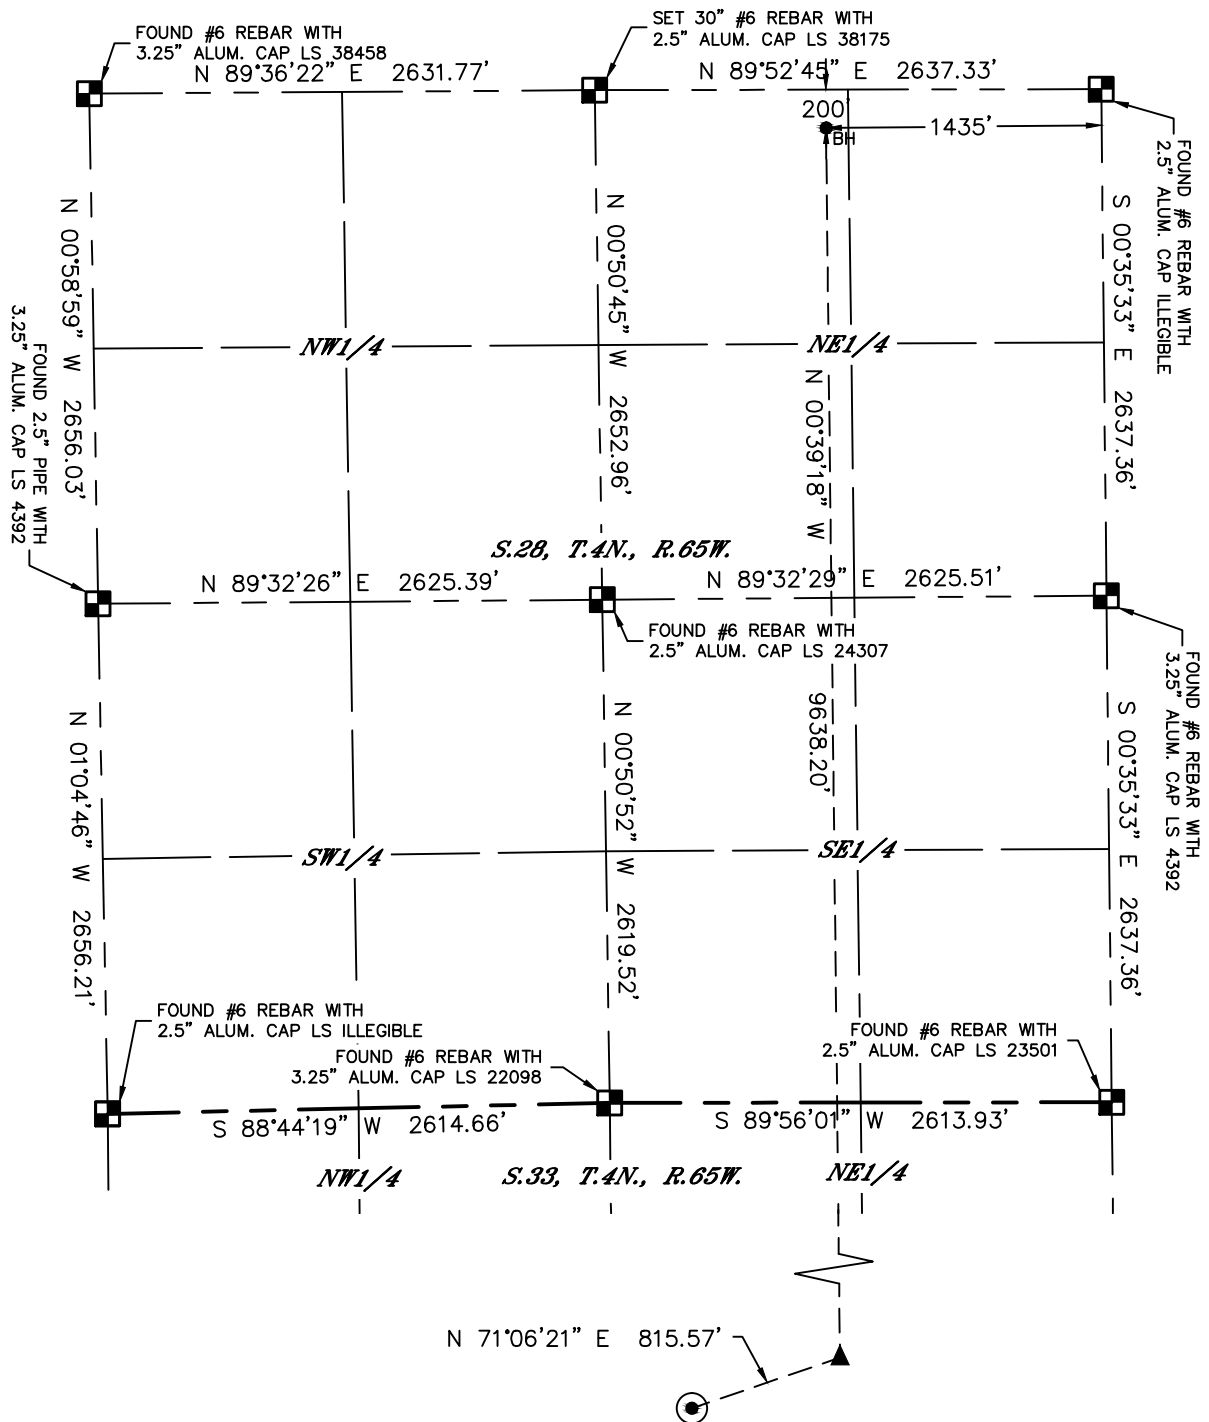 FOUND #6 REBAR WITH
3.25" ALUM. CAP LS 38458
SET 30" #6 REBAR WITH
2.5" ALUM. CAP LS 38175
N 89°36'22" E 2631.77'
N 89°52'45" E 2637.33'
200'
BH
1435'
FOUND #6 REBAR WITH
2.5" ALUM. CAP ILLEGIBLE
N 00°58'59" W 2656.03'
N 00°50'45" W 2652.96'
S 00°35'33" E 2637.36'
NW1/4
NE1/4
N 00°39'18" W 9638.20'
FOUND 2.5" PIPE WITH
3.25" ALUM. CAP LS 4392
S.28, T.4N., R.65W.
N 89°32'26" E 2625.39'
N 89°32'29" E 2625.51'
FOUND #6 REBAR WITH
2.5" ALUM. CAP LS 24307
FOUND #6 REBAR WITH
3.25" ALUM. CAP LS 4392
N 01°04'46" W 2656.21'
N 00°50'52" W 2619.52'
S 00°35'33" E 2637.36'
SW1/4
SE1/4
FOUND #6 REBAR WITH
2.5" ALUM. CAP LS ILLEGIBLE
FOUND #6 REBAR WITH
3.25" ALUM. CAP LS 22098
FOUND #6 REBAR WITH
2.5" ALUM. CAP LS 23501
S 88°44'19" W 2614.66'
S 89°56'01" W 2613.93'
NW1/4
S.33, T.4N., R.65W.
NE1/4
N 71°06'21" E 815.57'